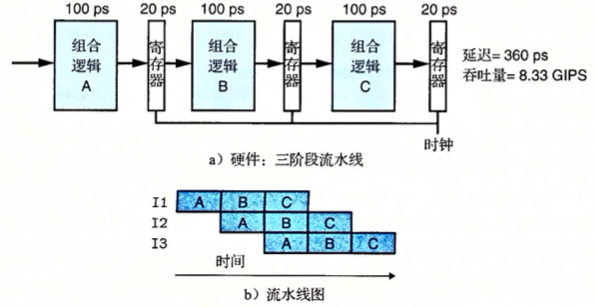 100 ps 20 ps 100 ps 20 ps 100 ps 20 ps
组合
逻辑
A
寄存器
组合
逻辑
B
寄存器
组合
逻辑
C
寄存器
延迟=360 ps
吞吐量=8.33 GIPS
时钟
a）硬件：三阶段流水线
I1 A B C
I2 A B C
I3 A B C
时间
b）流水线图